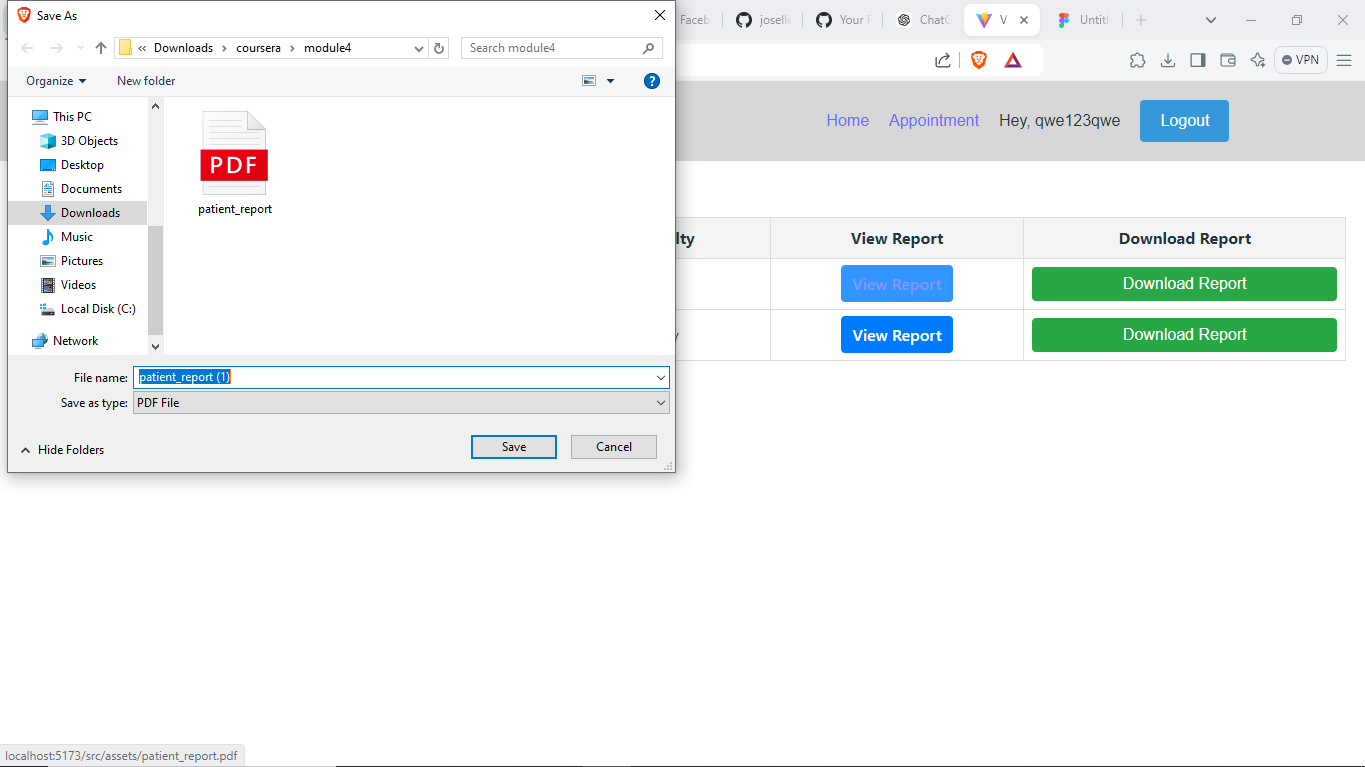 Save As
« Downloads › coursera › module4
Search module4
Organize
New folder
This PC
3D Objects
Desktop
Documents
Downloads
Music
Pictures
Videos
Local Disk (C:)
Network
PDF
patient_report
File name: patient_report (1)
Save as type: PDF File
Hide Folders
Save
Cancel
Faceb
joselle
Your
ChatG
V
Untitl
VPN
Home
Appointment
Hey, qwe123qwe
Logout
lty
View Report
Download Report
View Report
Download Report
y
View Report
Download Report
localhost:5173/src/assets/patient_report.pdf